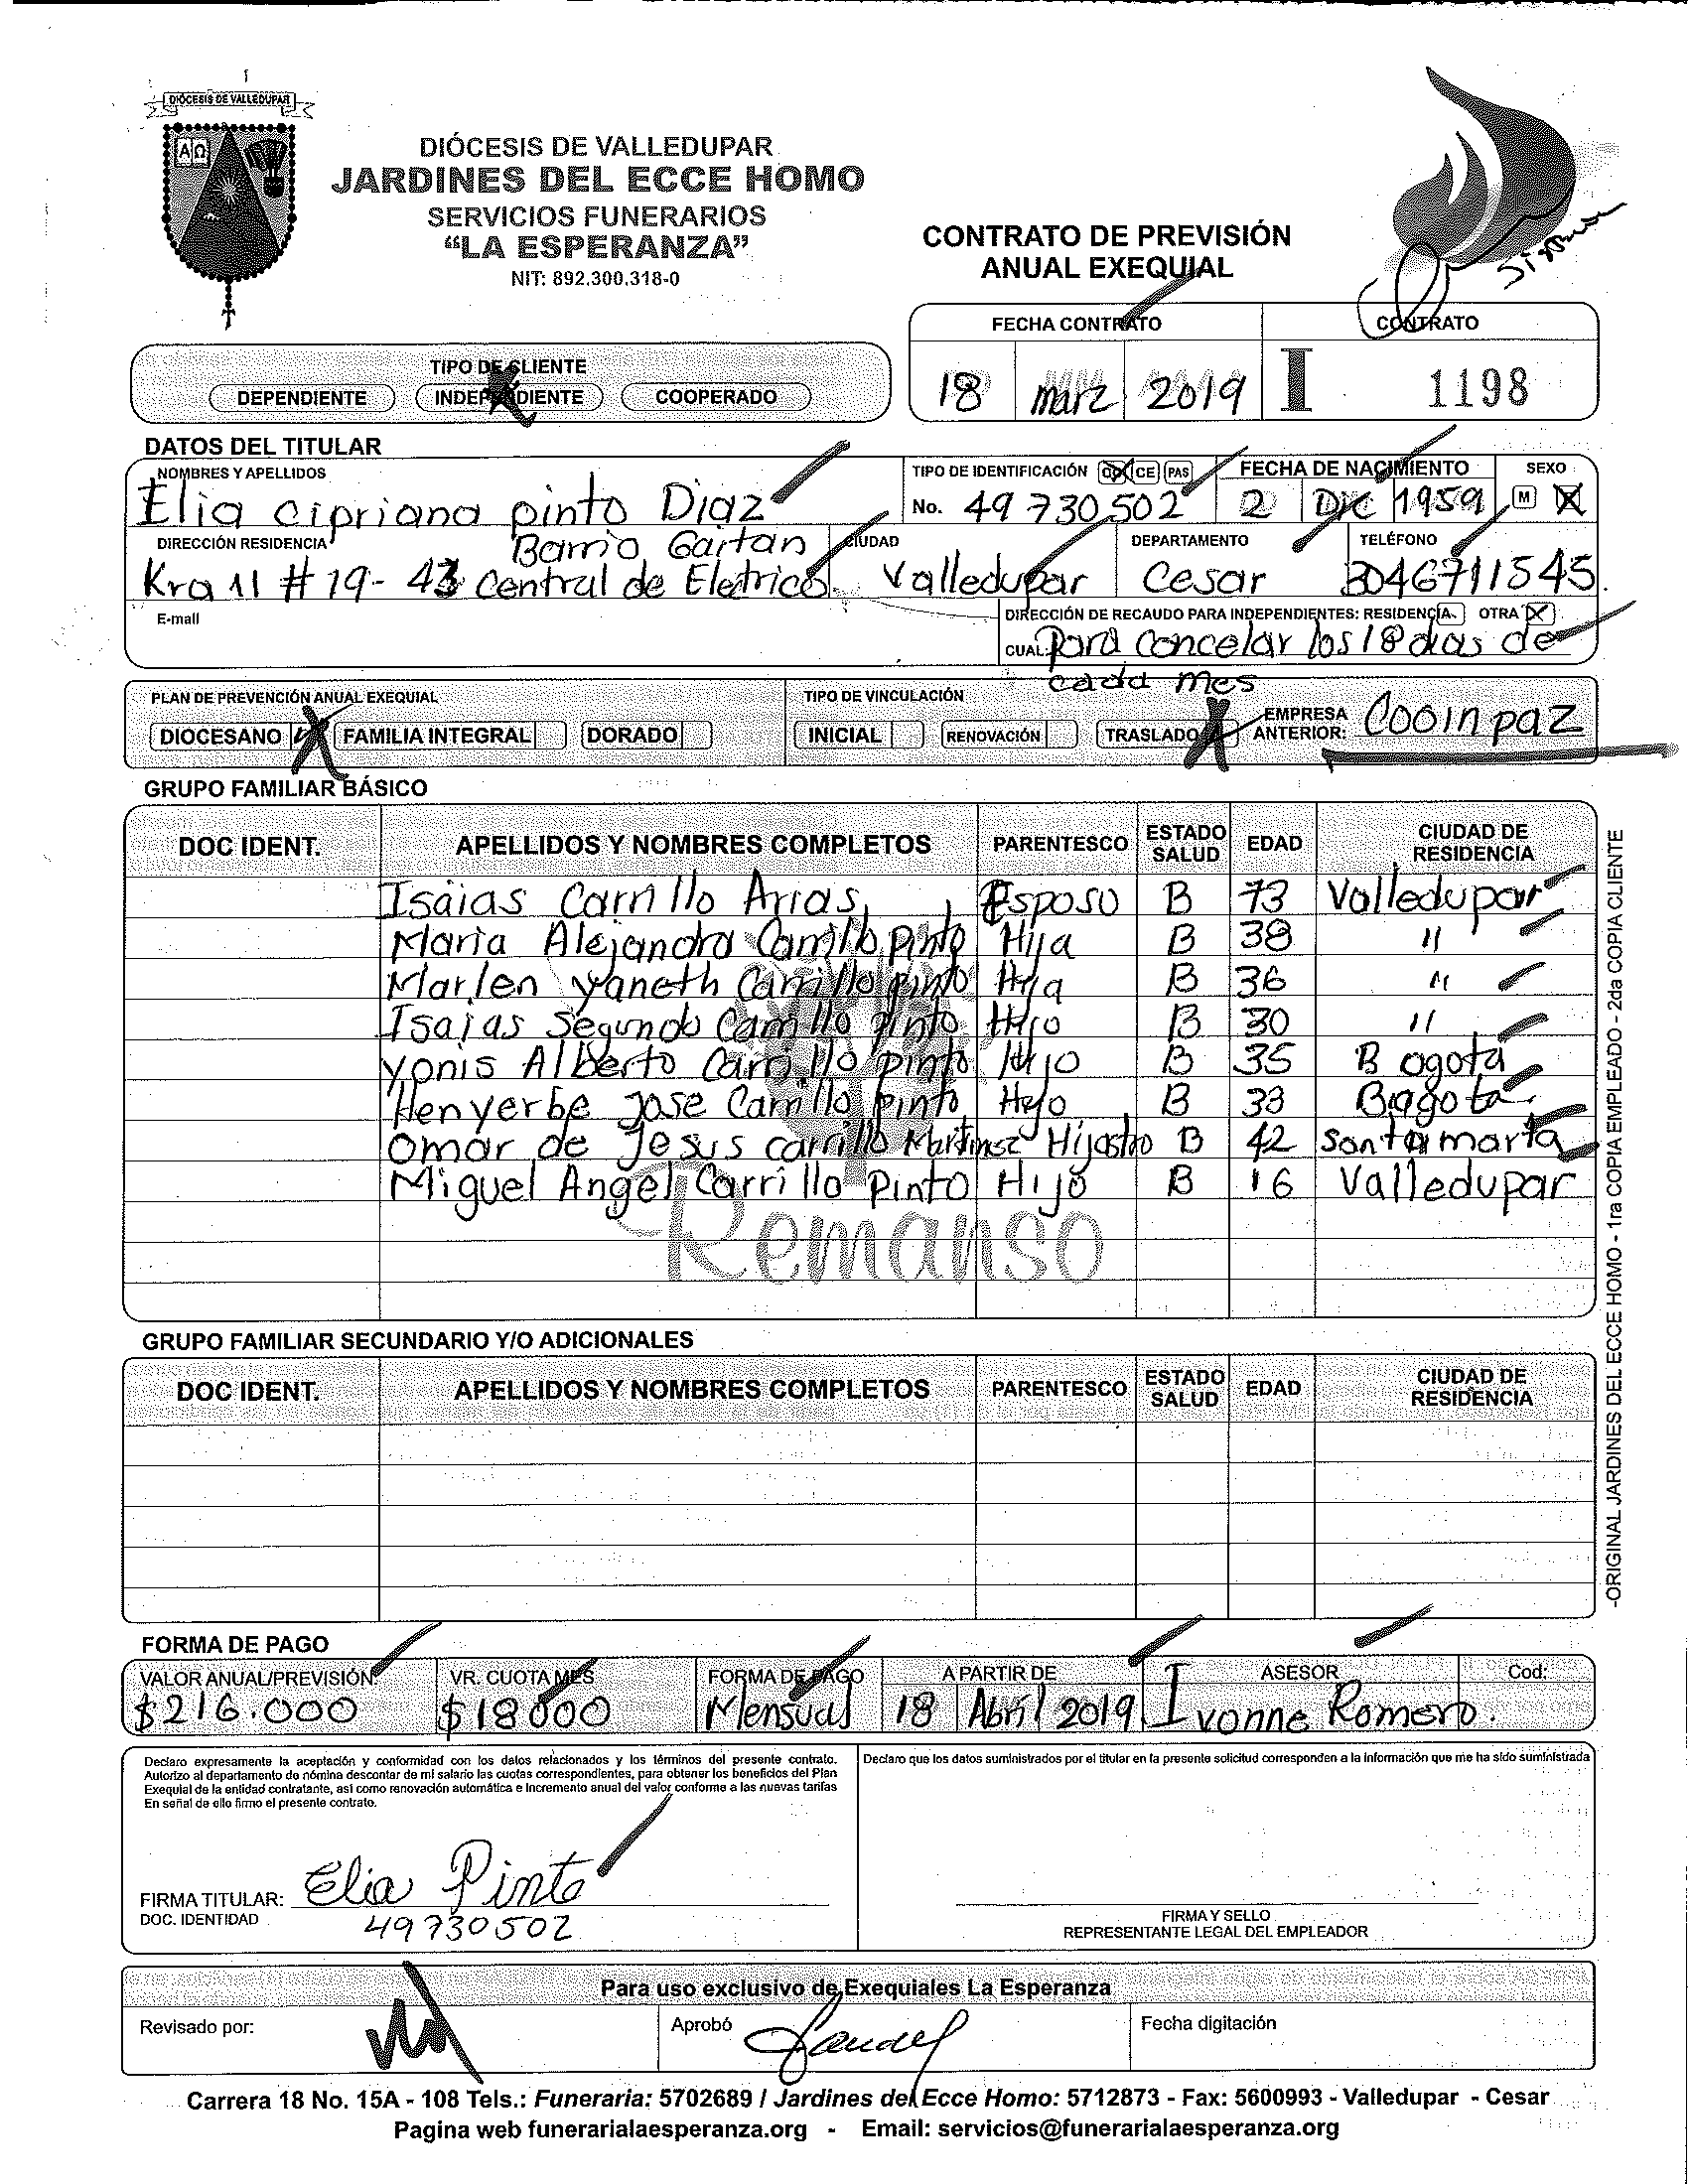 DIÓCESIS DE VALLEDUPAR
A Ω
DIÓCESIS DE VALLEDUPAR
JARDINES DEL ECCE HOMO
SERVICIOS FUNERARIOS
“LA ESPERANZA”
NIT: 892.300.318-0
CONTRATO DE PREVISIÓN
ANUAL EXEQUIAL
FECHA CONTRATO CONTRATO
18 marz 2019 I 1198
TIPO DE CLIENTE
DEPENDIENTE INDEPENDIENTE COOPERADO
DATOS DEL TITULAR
NOMBRES Y APELLIDOS TIPO DE IDENTIFICACIÓN CE PAS FECHA DE NACIMIENTO SEXO
Elia cipriana pinto Diaz No. 49 730 502 2 Dic 1959 M
DIRECCIÓN RESIDENCIA Barrio Gaitan CIUDAD DEPARTAMENTO TELÉFONO
Kra 11 # 19- 43 Central de Eletrico Valledupar Cesar 3046711545
E-mail DIRECCIÓN DE RECAUDO PARA INDEPENDIENTES: RESIDENCIA OTRA X
CUAL: Para concelar los 18 dias de
cada mes
PLAN DE PREVENCIÓN ANUAL EXEQUIAL TIPO DE VINCULACIÓN
DIOCESANO X FAMILIA INTEGRAL DORADO INICIAL RENOVACIÓN TRASLADO X EMPRESA ANTERIOR: Cooinpaz
GRUPO FAMILIAR BÁSICO
DOC IDENT. APELLIDOS Y NOMBRES COMPLETOS PARENTESCO ESTADO SALUD EDAD CIUDAD DE RESIDENCIA
Isaias Carrillo Arias Esposo B 73 Valledupar
Maria Alejandra Carrillo pinto Hija B 38 "
Marlen yaneth Carrillo pinto Hija B 36 "
Isaias Segundo Carrillo pinto Hijo B 30 "
yonis Alberto Carrillo pinto Hijo B 35 Bogota
Henyerbe Jose Carrillo pinto Hijo B 33 Bogota
Omar de Jesus carrillo Martinez Hijastro B 42 Santa marta
Miguel Angel Carrillo Pinto Hijo B 16 Valledupar
Remanso
GRUPO FAMILIAR SECUNDARIO Y/O ADICIONALES
DOC IDENT. APELLIDOS Y NOMBRES COMPLETOS PARENTESCO ESTADO SALUD EDAD CIUDAD DE RESIDENCIA
-ORIGINAL JARDINES DEL ECCE HOMO - 1ra COPIA EMPLEADO - 2da COPIA CLIENTE
FORMA DE PAGO
VALOR ANUAL/PREVISIÓN VR. CUOTA MES FORMA DE PAGO A PARTIR DE ASESOR Cod:
$216.000 $18000 Mensual 18 Abril 2019 Ivonne Romero.
Declaro expresamente la aceptación y conformidad con los datos relacionados y los términos del presente contrato.
Autorizo al departamento de nómina descontar de mi salario las cuotas correspondientes, para obtener los beneficios del Plan
Exequial de la entidad contratante, así como renovación automática e incremento anual del valor conforme a las nuevas tarifas
En señal de ello firmo el presente contrato.
Declaro que los datos suministrados por el titular en la presente solicitud corresponden a la información que me ha sido suministrada
FIRMA TITULAR: Elia Pinto
DOC. IDENTIDAD 49730502
FIRMA Y SELLO
REPRESENTANTE LEGAL DEL EMPLEADOR
Para uso exclusivo de Exequiales La Esperanza
Revisado por: Aprobó Fecha digitación
Carrera 18 No. 15A - 108 Tels.: Funeraria: 5702689 / Jardines del Ecce Homo: 5712873 - Fax: 5600993 - Valledupar - Cesar
Pagina web funerarialaesperanza.org - Email: servicios@funerarialaesperanza.org